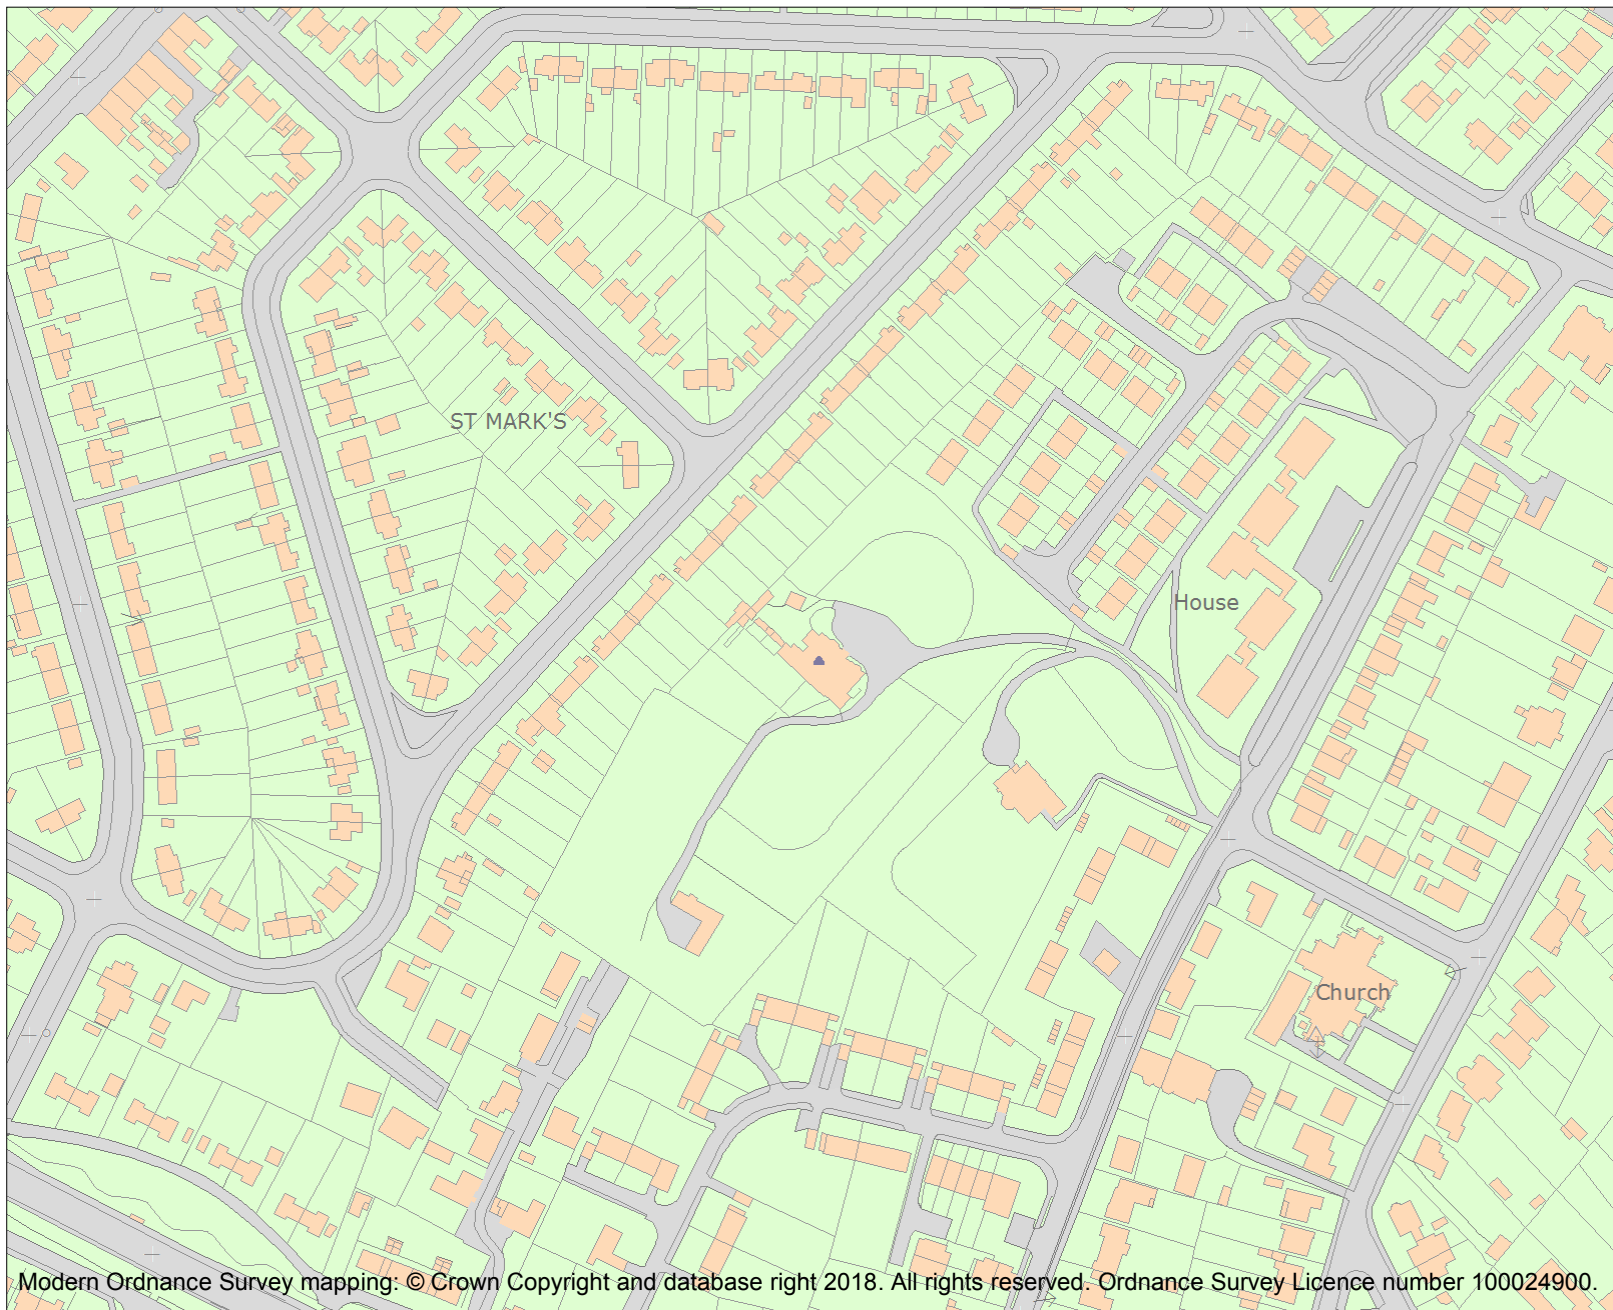 ST MARK'S
House
Church
Modern Ordnance Survey mapping: © Crown Copyright and database right 2018. All rights reserved. Ordnance Survey Licence number 100024900.